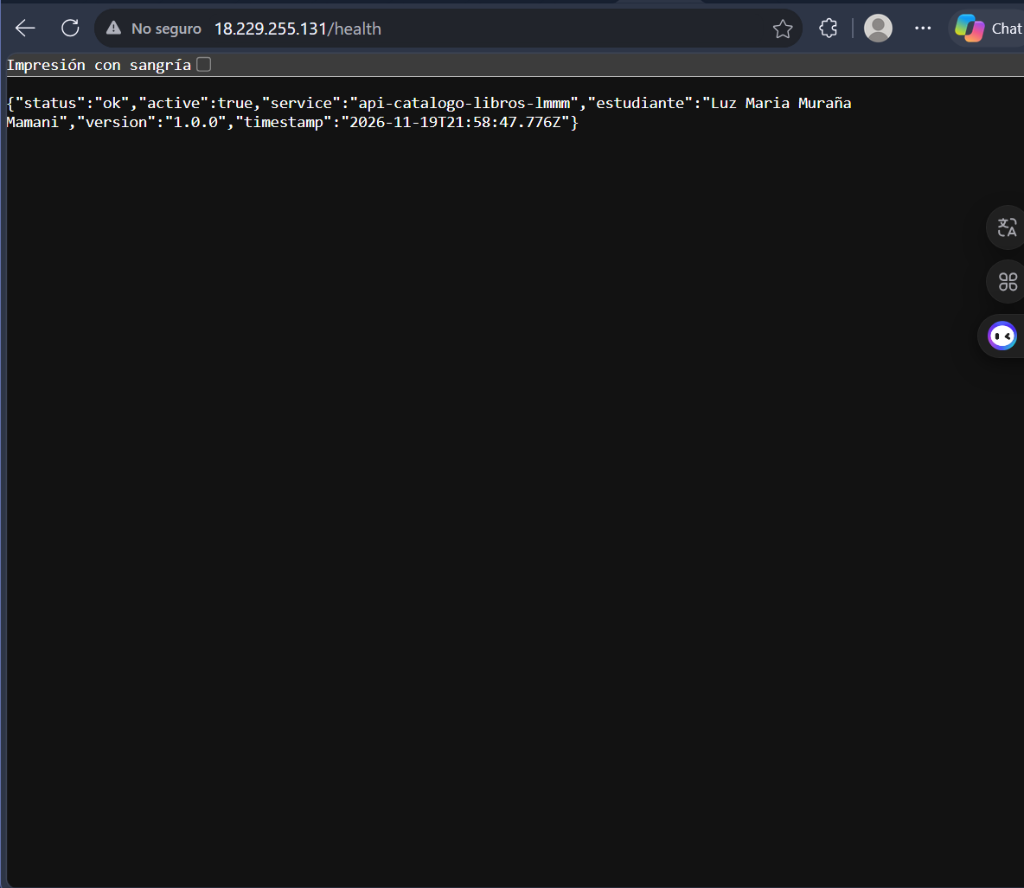 No seguro 18.229.255.131/health
Chat
Impresión con sangría
{"status":"ok","active":true,"service":"api-catalogo-libros-lmmm","estudiante":"Luz Maria Muraña
Mamani","version":"1.0.0","timestamp":"2026-11-19T21:58:47.776Z"}